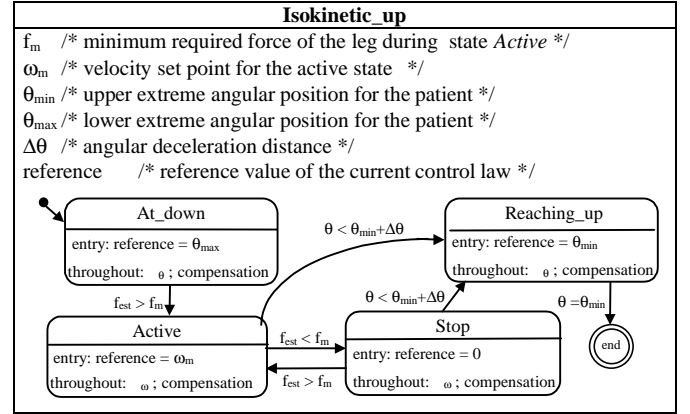 Isokinetic_up
fₘ /* minimum required force of the leg during state Active */
ωₘ /* velocity set point for the active state */
θmin /* upper extreme angular position for the patient */
θmax /* lower extreme angular position for the patient */
Δθ /* angular deceleration distance */
reference /* reference value of the current control law */
At_down
entry: reference = θmax
throughout: θ ; compensation
Reaching_up
entry: reference = θmin
throughout: θ ; compensation
θ < θmin+Δθ
fest > fm
θ < θmin+Δθ
θ =θmin
end
Active
entry: reference = ωm
throughout: ω ; compensation
fest < fm
fest > fm
Stop
entry: reference = 0
throughout: ω ; compensation